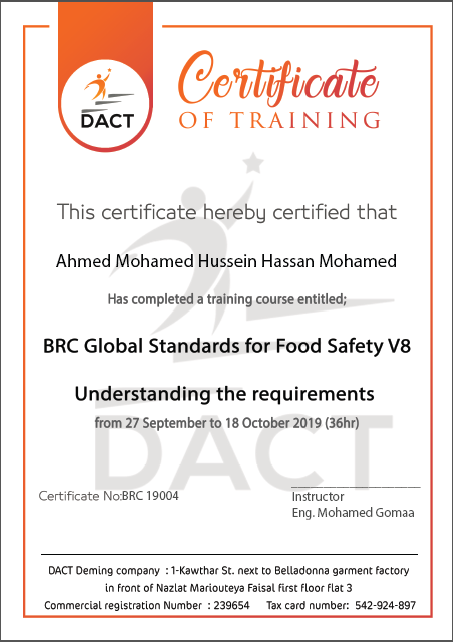 Certificate
OF TRAINING
DACT
This certificate hereby certified that
Ahmed Mohamed Hussein Hassan Mohamed
Has completed a training course entitled;
BRC Global Standards for Food Safety V8
Understanding the requirements
from 27 September to 18 October 2019 (36hr)
DACT
Certificate No:BRC 19004
Instructor
Eng. Mohamed Gomaa
DACT Deming company : 1-Kawthar St. next to Belladonna garment factory
in front of Nazlat Mariouteya Faisal first floor flat 3
Commercial registration Number : 239654 Tax card number: 542-924-897